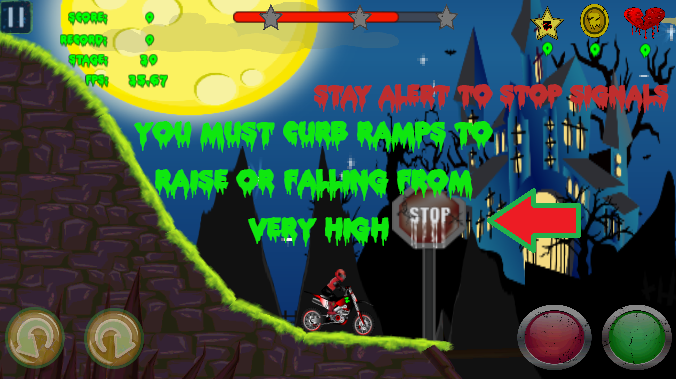 SCORE: 0
RECORD: 0
STAGE: 30
FPS: 35.67
0 0 0
STAY ALERT TO STOP SIGNALS
YOU MUST CURB RAMPS TO
RAISE OR FALLING FROM
VERY HIGH
STOP